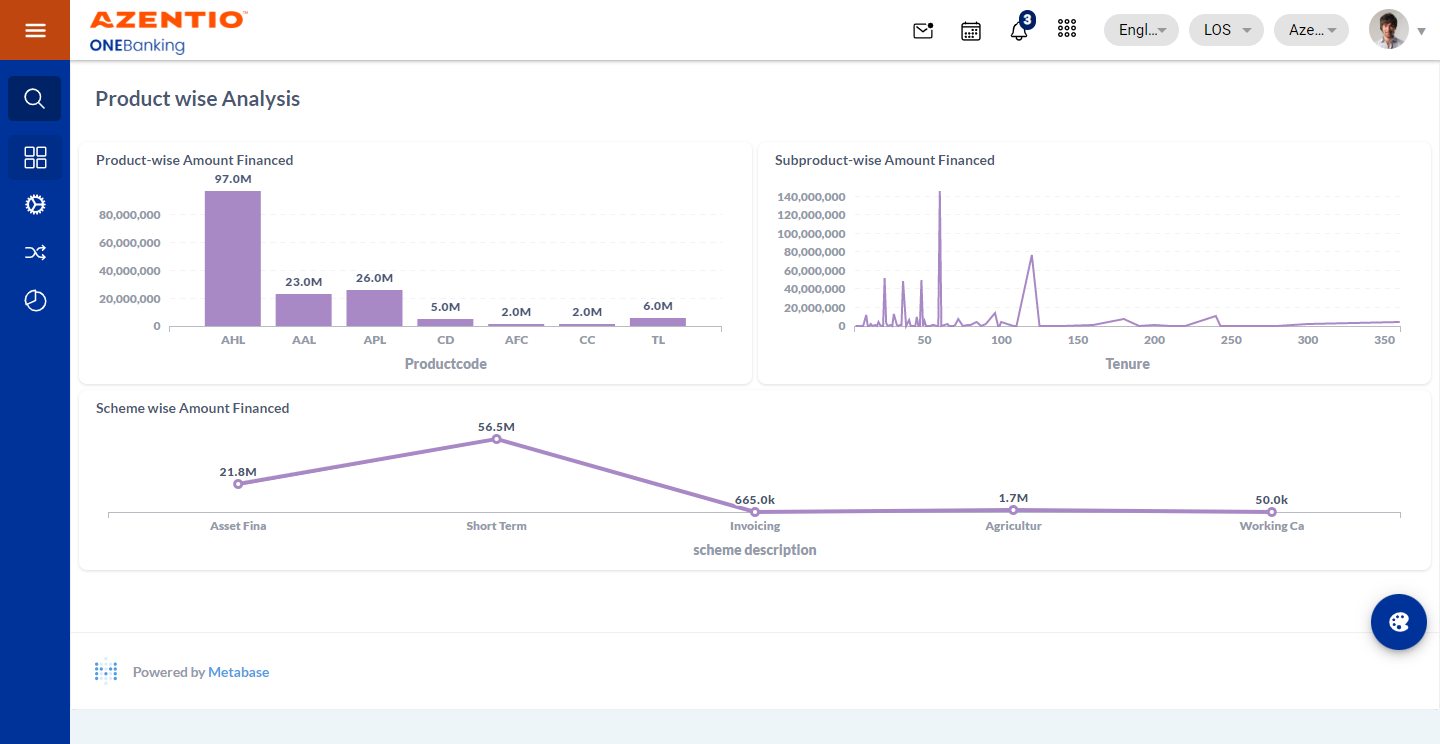 AZENTIO™
ONEBanking
3
Engl...
LOS
Aze...
Product wise Analysis
Product-wise Amount Financed
97.0M
23.0M
26.0M
5.0M
2.0M
2.0M
6.0M
80,000,000
60,000,000
40,000,000
20,000,000
0
AHL AAL APL CD AFC CC TL
Productcode
Subproduct-wise Amount Financed
140,000,000
120,000,000
100,000,000
80,000,000
60,000,000
40,000,000
20,000,000
0
50 100 150 200 250 300 350
Tenure
Scheme wise Amount Financed
21.8M
56.5M
665.0k
1.7M
50.0k
Asset Fina Short Term Invoicing Agricultur Working Ca
scheme description
Powered by Metabase